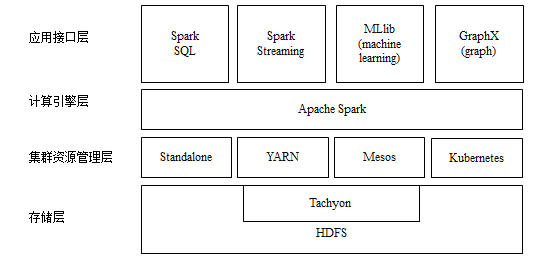 应用接口层
Spark
SQL
Spark
Streaming
MLlib
(machine
learning)
GraphX
(graph)
计算引擎层
Apache Spark
集群资源管理层
Standalone
YARN
Mesos
Kubernetes
存储层
Tachyon
HDFS